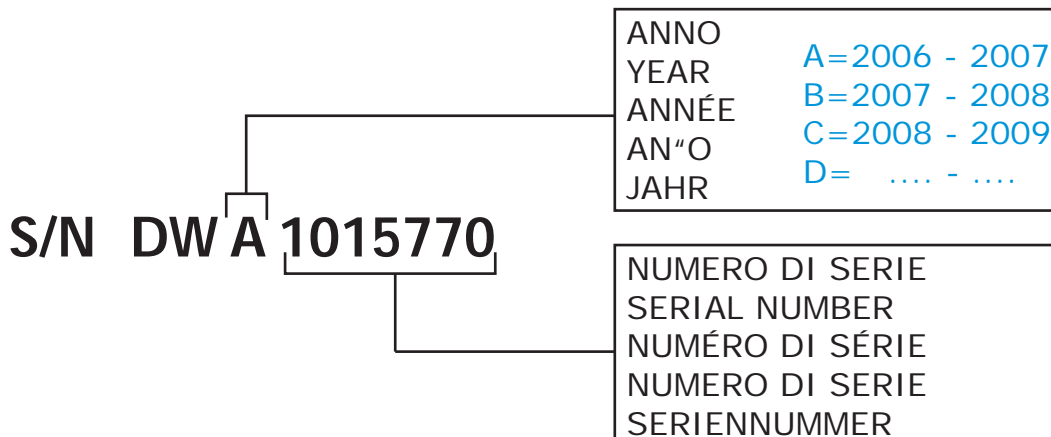 ANNO
YEAR
ANNÉE
AN“O
JAHR
A=2006 - 2007
B=2007 - 2008
C=2008 - 2009
D= .... - ....
S/N DW A 1015770
NUMERO DI SERIE
SERIAL NUMBER
NUMÉRO DI SÉRIE
NUMERO DI SERIE
SERIENNUMMER